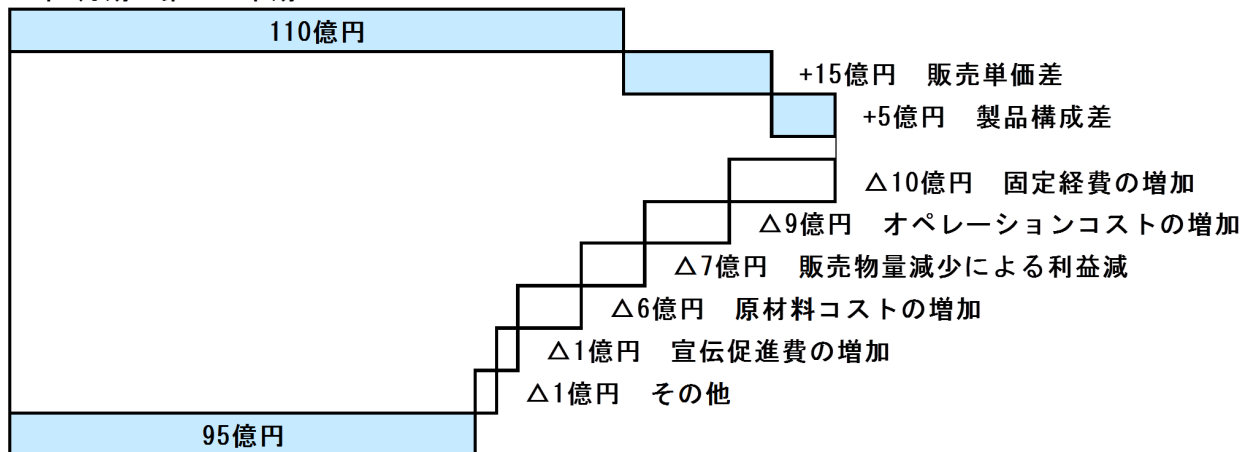 110億円
+15億円　販売単価差
+5億円　製品構成差
△10億円　固定経費の増加
△9億円　オペレーションコストの増加
△7億円　販売物量減少による利益減
△6億円　原材料コストの増加
△1億円　宣伝促進費の増加
△1億円　その他
95億円